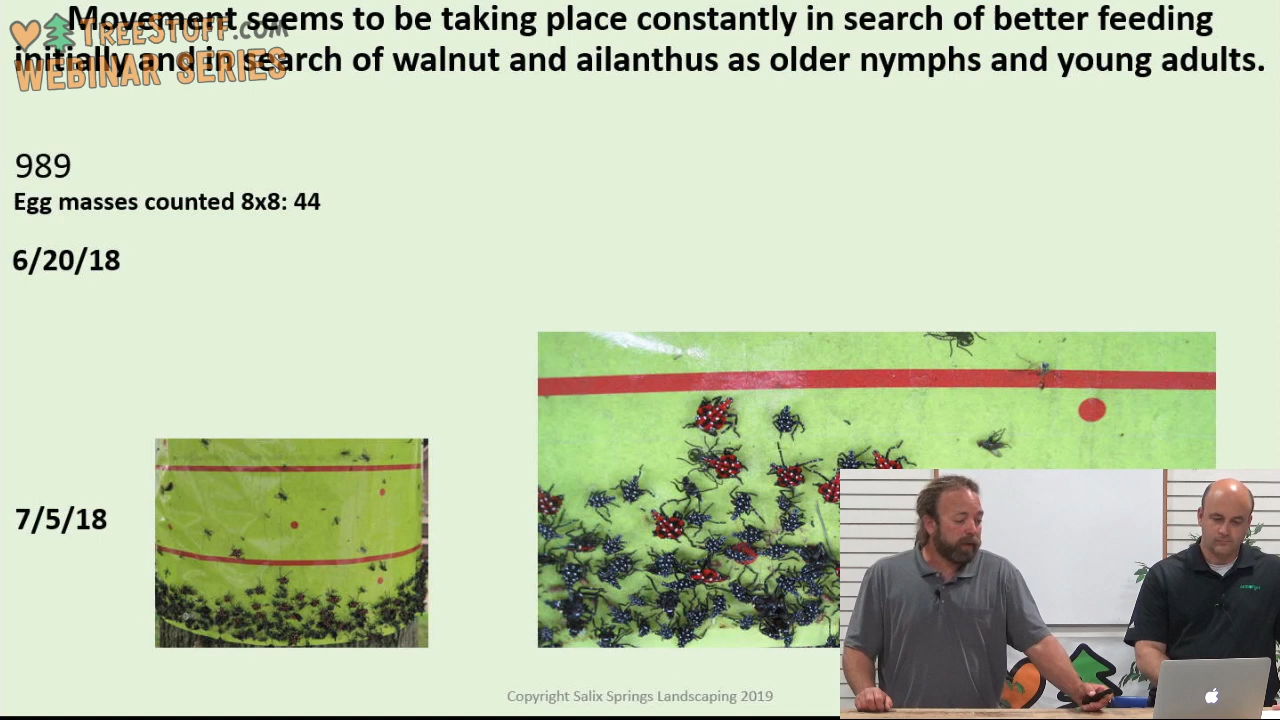 Movement seems to be taking place constantly in search of better feeding
initially and in search of walnut and ailanthus as older nymphs and young adults.
TREESTUFF.COM
WEBINAR SERIES
989
Egg masses counted 8x8: 44
6/20/18
7/5/18
Copyright Salix Springs Landscaping 2019